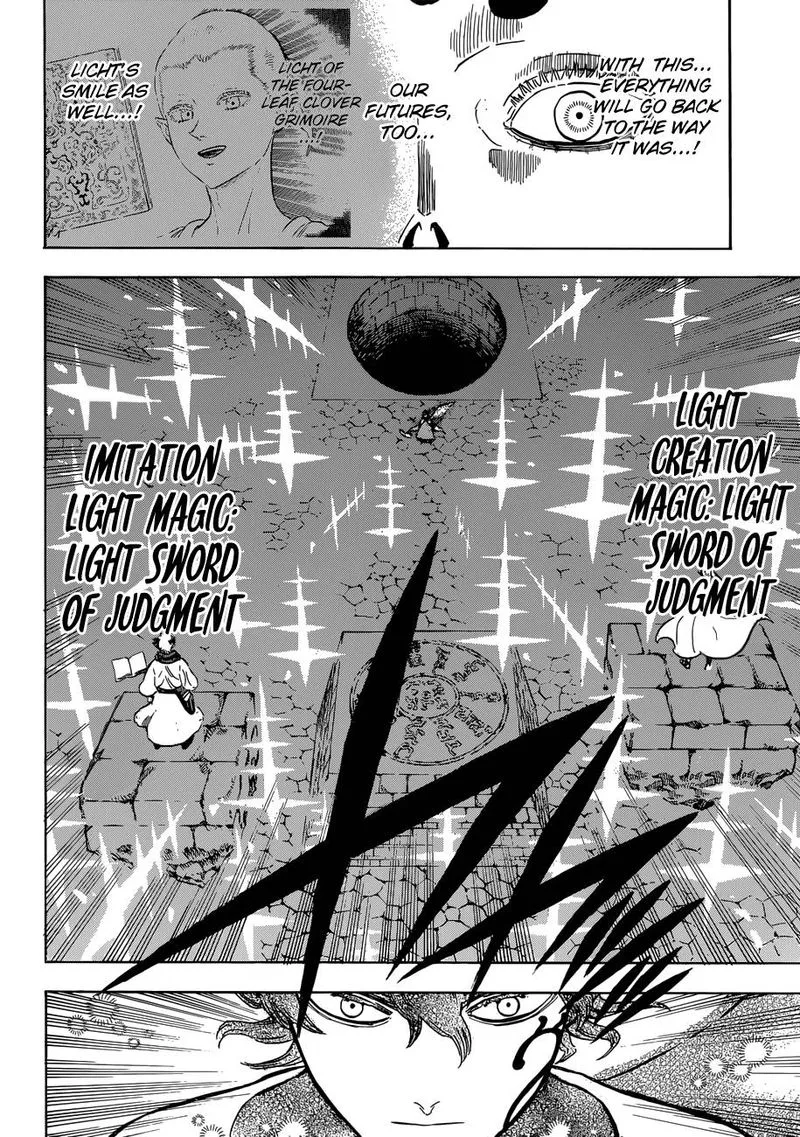 WITH THIS...
EVERYTHING
WILL GO BACK
TO THE WAY
IT WAS...!
OUR
FUTURES,
TOO...
LIGHT OF
THE FOUR-
LEAF CLOVER
GRIMOIRE
...!!
LICHT'S
SMILE AS
WELL...!
LIGHT
CREATION
MAGIC: LIGHT
SWORD OF
JUDGMENT
IMITATION
LIGHT MAGIC:
LIGHT SWORD
OF JUDGMENT